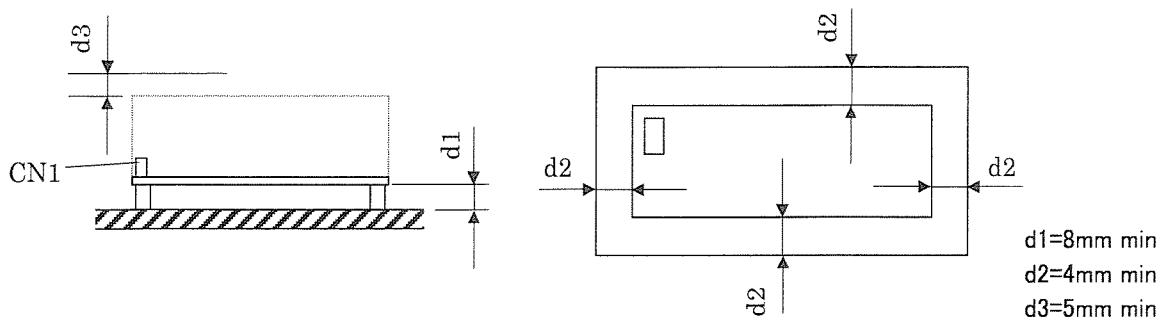 d3
CN1
d1
d2
d2
d2
d2
d1=8mm min
d2=4mm min
d3=5mm min